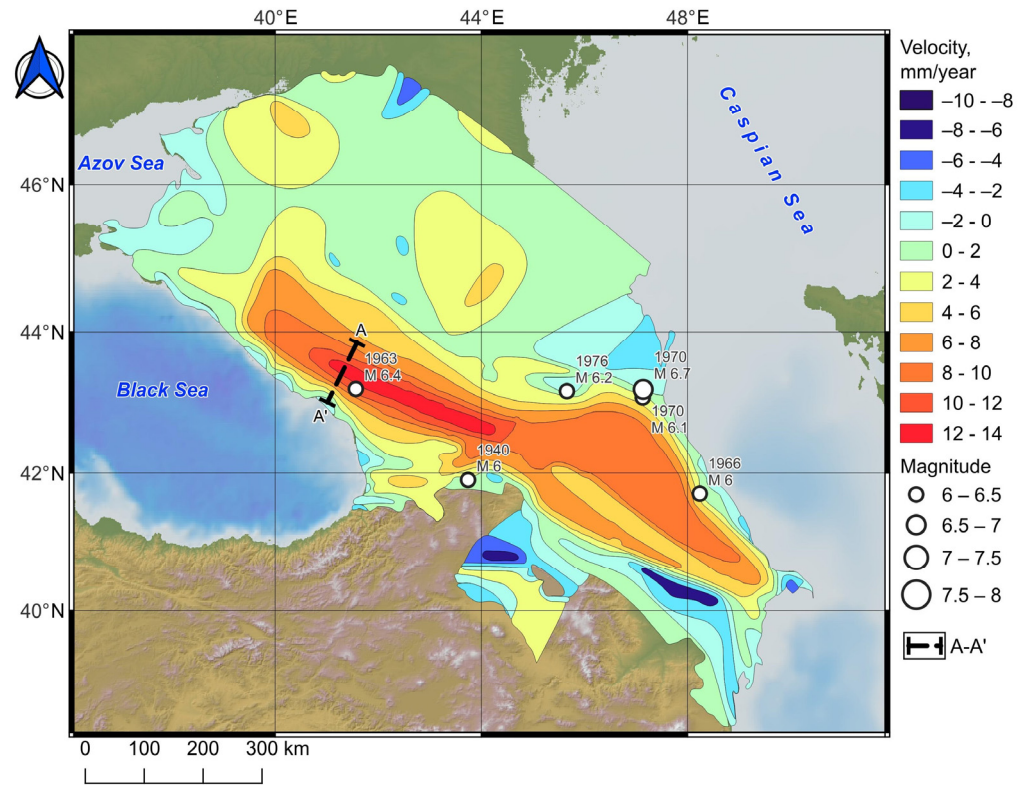 40°E 44°E 48°E
Velocity,
mm/year
–10 - –8
–8 - –6
–6 - –4
–4 - –2
–2 - 0
0 - 2
2 - 4
4 - 6
6 - 8
8 - 10
10 - 12
12 - 14
Magnitude
6 – 6.5
6.5 – 7
7 – 7.5
7.5 – 8
A-A'
Caspian Sea
Azov Sea
46°N
44°N
Black Sea
A
A'
1963
M 6.4
1976
M 6.2
1970
M 6.7
1970
M 6.1
1940
M 6
1966
M 6
42°N
40°N
0 100 200 300 km